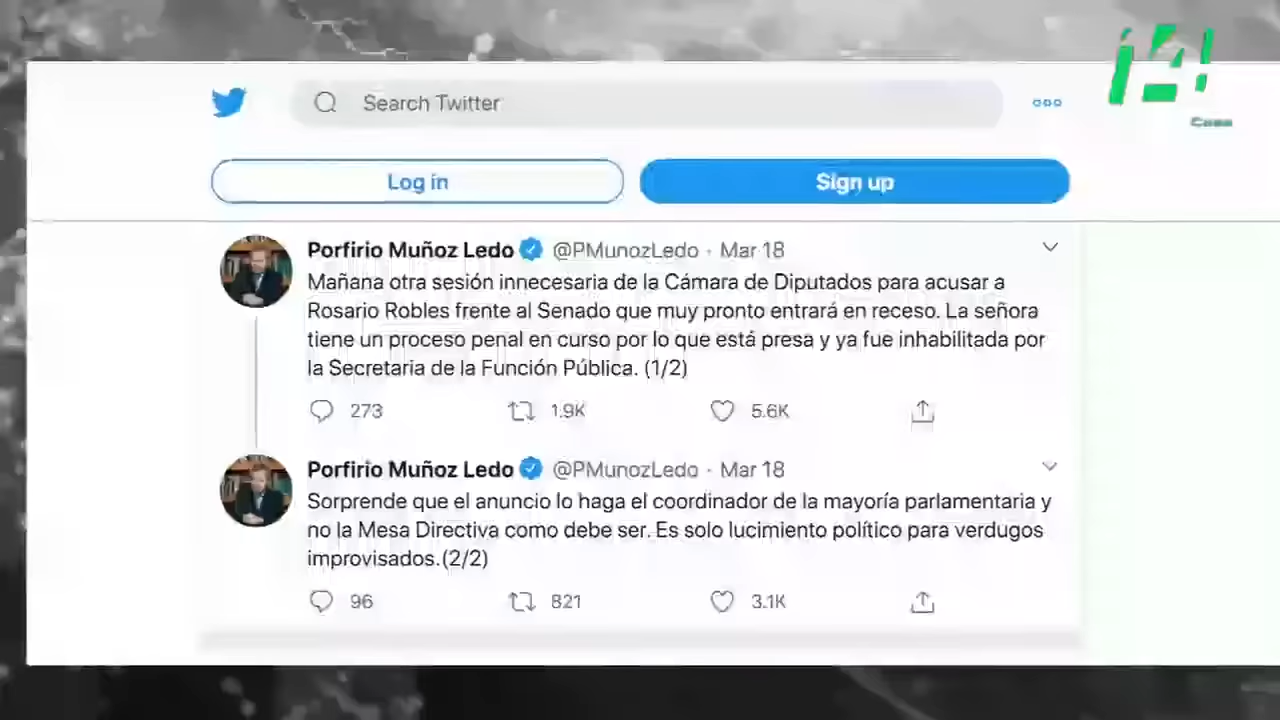 Search Twitter
Log in
Sign up
Porfirio Muñoz Ledo @PMunozLedo · Mar 18
Mañana otra sesión innecesaria de la Cámara de Diputados para acusar a
Rosario Robles frente al Senado que muy pronto entrará en receso. La señora
tiene un proceso penal en curso por lo que está presa y ya fue inhabilitada por
la Secretaria de la Función Pública. (1/2)
273 1.9K 5.6K
Porfirio Muñoz Ledo @PMunozLedo · Mar 18
Sorprende que el anuncio lo haga el coordinador de la mayoría parlamentaria y
no la Mesa Directiva como debe ser. Es solo lucimiento político para verdugos
improvisados.(2/2)
96 821 3.1K